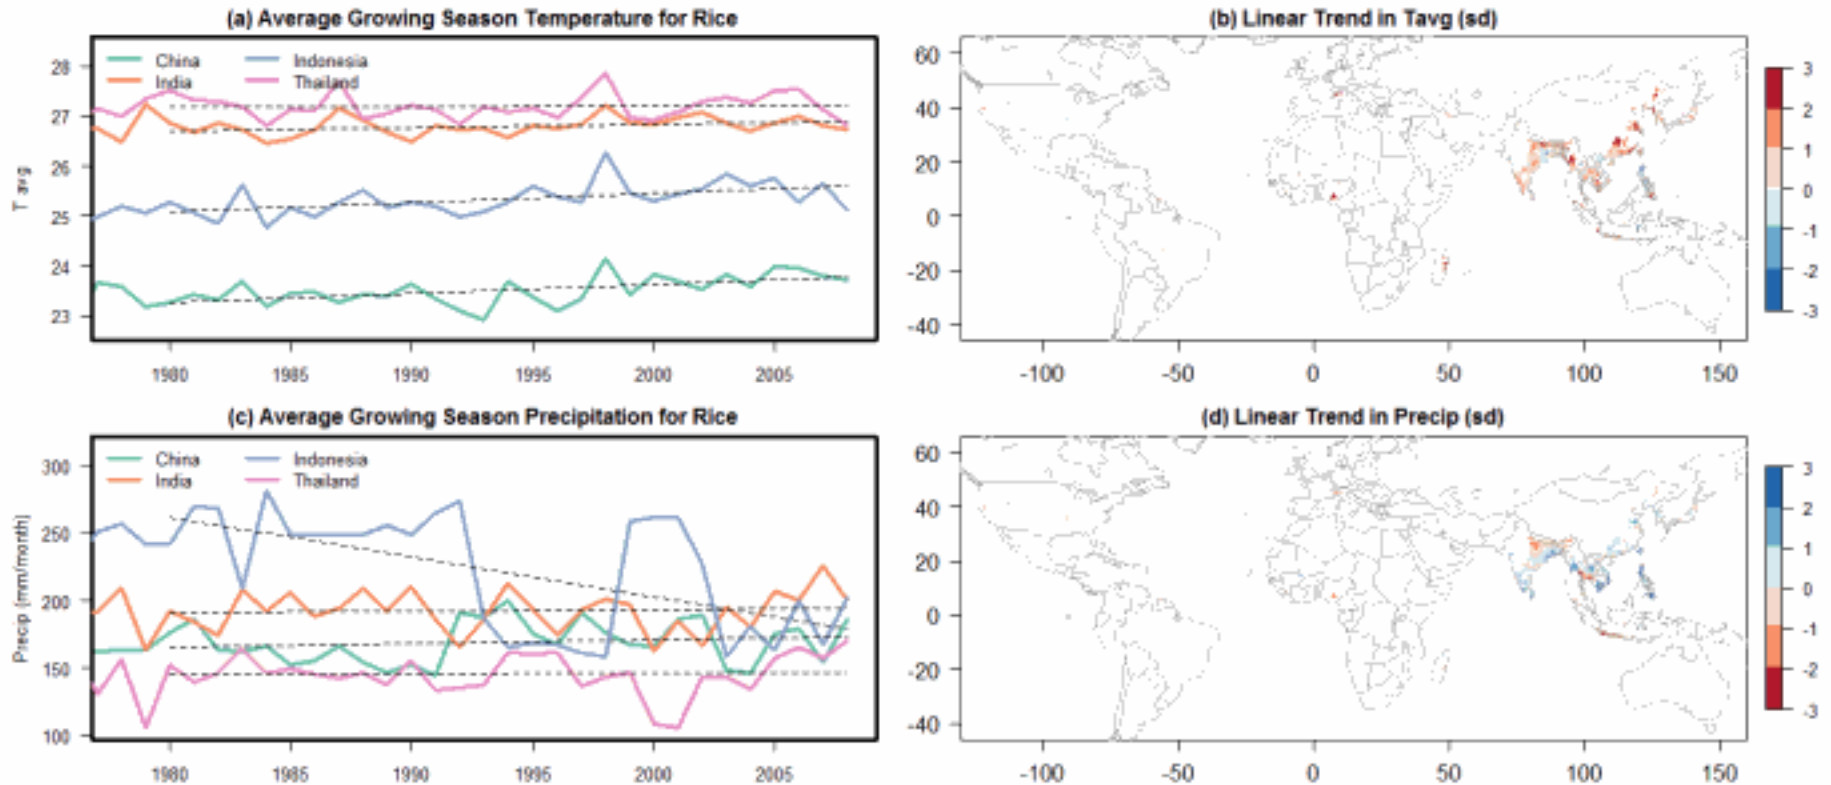 (a) Average Growing Season Temperature for Rice
China Indonesia
India Thailand
T avg
28
27
26
25
24
23
1980 1985 1990 1995 2000 2005
(b) Linear Trend in Tavg (sd)
60
40
20
0
-20
-40
-100 -50 0 50 100 150
3
2
1
0
-1
-2
-3
(c) Average Growing Season Precipitation for Rice
China Indonesia
India Thailand
Precip (mm/month)
300
250
200
150
100
1980 1985 1990 1995 2000 2005
(d) Linear Trend in Precip (sd)
60
40
20
0
-20
-40
-100 -50 0 50 100 150
3
2
1
0
-1
-2
-3